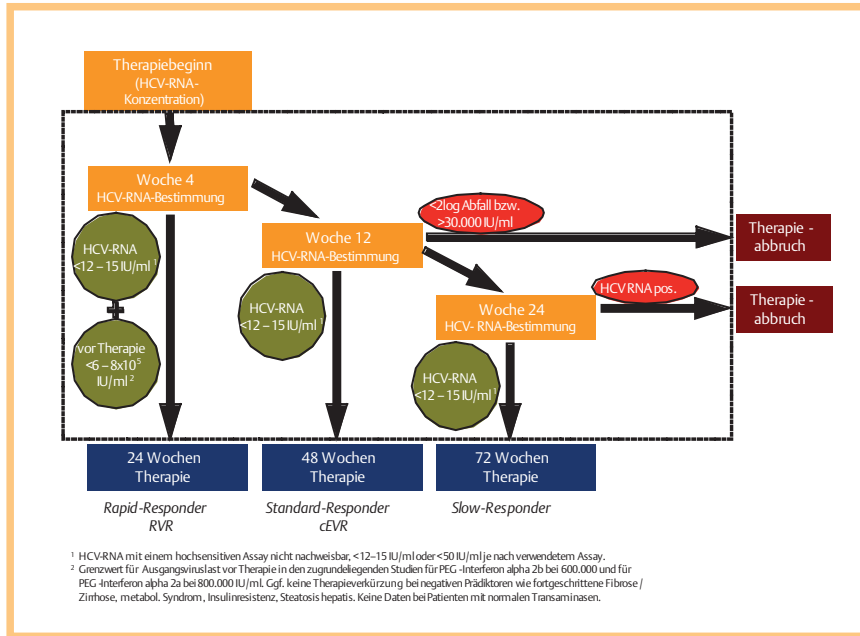 Therapiebeginn
(HCV-RNA-
Konzentration)
Woche 4
HCV-RNA-Bestimmung
HCV-RNA
<12 – 15 IU/ml ¹
+
vor Therapie
<6 – 8x10⁵
IU/ml ²
Woche 12
HCV-RNA-Bestimmung
<2log Abfall bzw.
>30.000 IU/ml
Therapie -
abbruch
HCV-RNA
<12 – 15 IU/ml ¹
Woche 24
HCV- RNA-Bestimmung
HCV RNA pos.
Therapie -
abbruch
HCV-RNA
<12 – 15 IU/ml ¹
24 Wochen
Therapie
48 Wochen
Therapie
72 Wochen
Therapie
Rapid-Responder
RVR
Standard-Responder
cEVR
Slow-Responder
¹ HCV-RNA mit einem hochsensitiven Assay nicht nachweisbar, <12–15 IU/ml oder <50 IU/ml je nach verwendetem Assay.
² Grenzwert für Ausgangsviruslast vor Therapie in den zugrundeliegenden Studien für PEG -Interferon alpha 2b bei 600.000 und für
PEG -Interferon alpha 2a bei 800.000 IU/ml. Ggf. keine Therapieverkürzung bei negativen Prädiktoren wie fortgeschrittene Fibrose /
Zirrhose, metabol. Syndrom, Insulinresistenz, Steatosis hepatis. Keine Daten bei Patienten mit normalen Transaminasen.